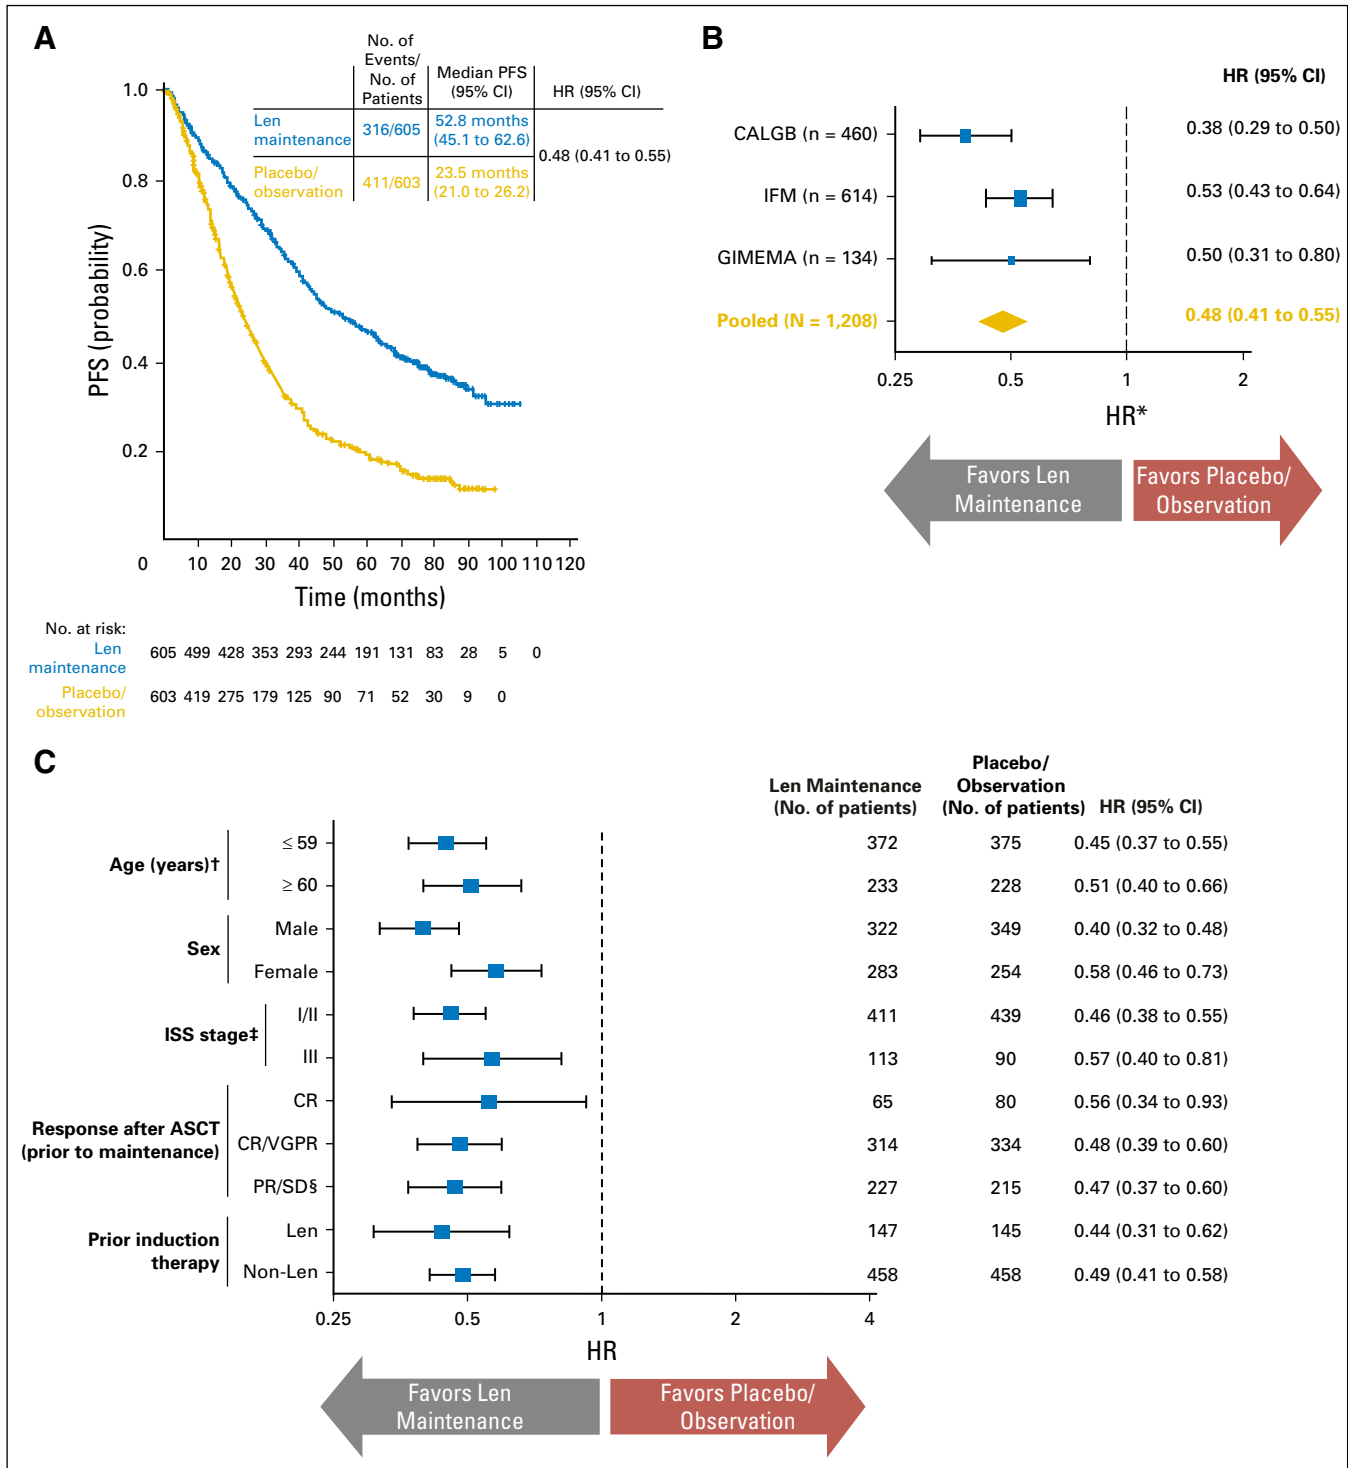 A
No. of
Events/
No. of
Patients
Median PFS
(95% CI)
HR (95% CI)
Len
maintenance
316/605
52.8 months
(45.1 to 62.6)
0.48 (0.41 to 0.55)
Placebo/
observation
411/603
23.5 months
(21.0 to 26.2)
PFS (probability)
1.0
0.8
0.6
0.4
0.2
0 10 20 30 40 50 60 70 80 90 100 110 120
Time (months)
No. at risk:
Len
maintenance
605 499 428 353 293 244 191 131 83 28 5 0
Placebo/
observation
603 419 275 179 125 90 71 52 30 9 0
B
HR (95% CI)
CALGB (n = 460) 0.38 (0.29 to 0.50)
IFM (n = 614) 0.53 (0.43 to 0.64)
GIMEMA (n = 134) 0.50 (0.31 to 0.80)
Pooled (N = 1,208) 0.48 (0.41 to 0.55)
0.25 0.5 1 2
HR*
Favors Len
Maintenance
Favors Placebo/
Observation
C
Len Maintenance
(No. of patients)
Placebo/
Observation
(No. of patients)
HR (95% CI)
Age (years)†
≤ 59 372 375 0.45 (0.37 to 0.55)
≥ 60 233 228 0.51 (0.40 to 0.66)
Sex
Male 322 349 0.40 (0.32 to 0.48)
Female 283 254 0.58 (0.46 to 0.73)
ISS stage‡
I/II 411 439 0.46 (0.38 to 0.55)
III 113 90 0.57 (0.40 to 0.81)
Response after ASCT
(prior to maintenance)
CR 65 80 0.56 (0.34 to 0.93)
CR/VGPR 314 334 0.48 (0.39 to 0.60)
PR/SD§ 227 215 0.47 (0.37 to 0.60)
Prior induction
therapy
Len 147 145 0.44 (0.31 to 0.62)
Non-Len 458 458 0.49 (0.41 to 0.58)
0.25 0.5 1 2 4
HR
Favors Len
Maintenance
Favors Placebo/
Observation